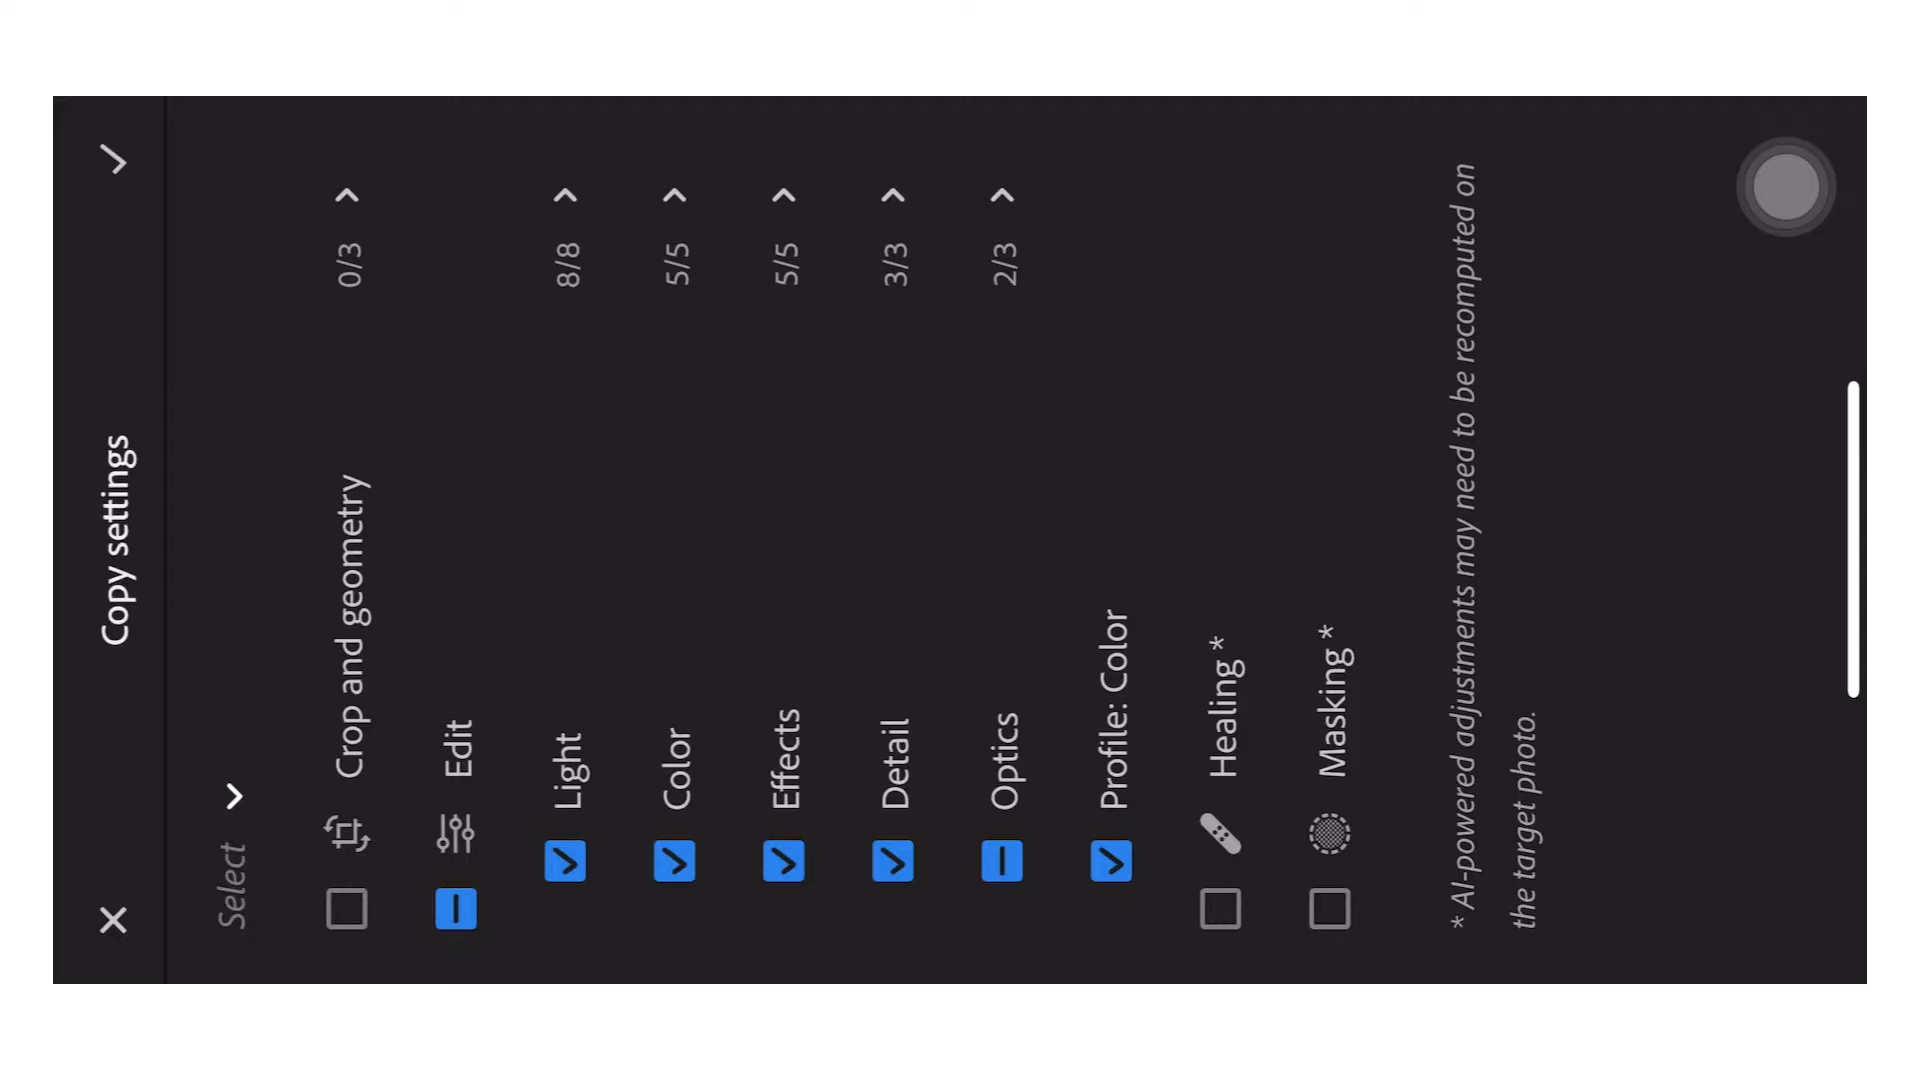 Copy settings
Select
Crop and geometry 0/3
Edit
Light 8/8
Color 5/5
Effects 5/5
Detail 3/3
Optics 2/3
Profile: Color
Healing *
Masking *
* AI-powered adjustments may need to be recomputed on
the target photo.